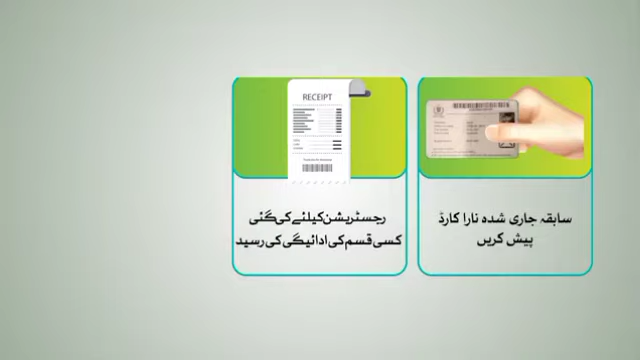 سابقہ جاری شدہ نارا کارڈ
پیش کریں
RECEIPT
رجسٹریشن کیلئے کی گئی
کسی قسم کی ادائیگی کی رسید